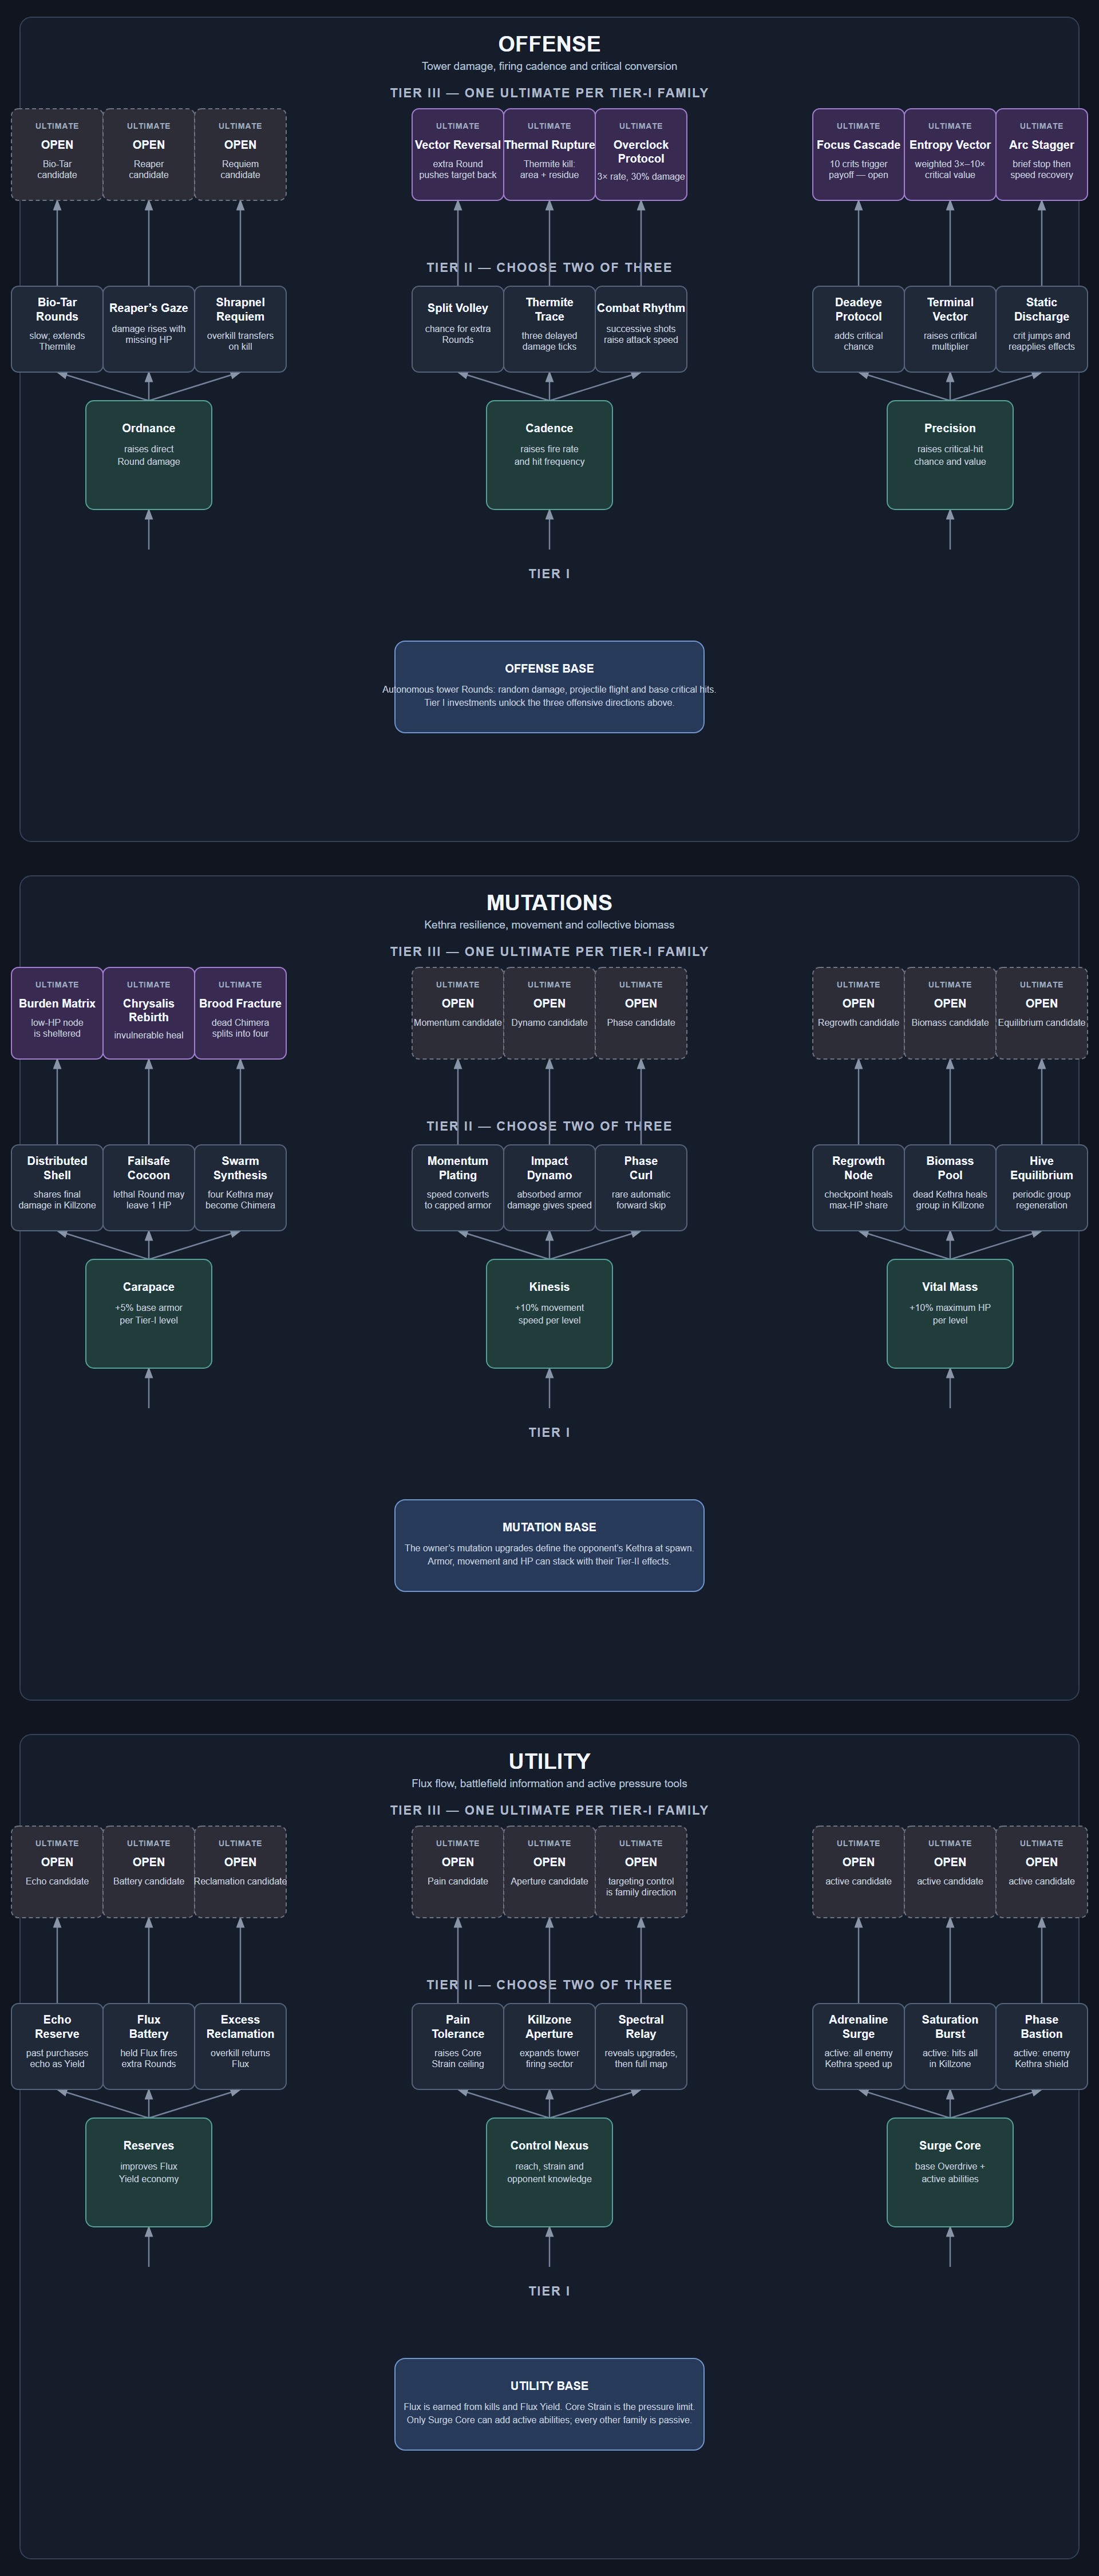 OFFENSE
Tower damage, firing cadence and critical conversion
TIER III — ONE ULTIMATE PER TIER-I FAMILY
ULTIMATE
OPEN
Bio-Tar
candidate
ULTIMATE
OPEN
Reaper
candidate
ULTIMATE
OPEN
Requiem
candidate
ULTIMATE
Vector Reversal
extra Round
pushes target back
ULTIMATE
Thermal Rupture
Thermite kill:
area + residue
ULTIMATE
Overclock
Protocol
3× rate, 30% damage
ULTIMATE
Focus Cascade
10 crits trigger
payoff — open
ULTIMATE
Entropy Vector
weighted 3×–10×
critical value
ULTIMATE
Arc Stagger
brief stop then
speed recovery
TIER II — CHOOSE TWO OF THREE
Bio-Tar
Rounds
slow; extends
Thermite
Reaper’s Gaze
damage rises with
missing HP
Shrapnel
Requiem
overkill transfers
on kill
Split Volley
chance for extra
Rounds
Thermite
Trace
three delayed
damage ticks
Combat Rhythm
successive shots
raise attack speed
Deadeye
Protocol
adds critical
chance
Terminal
Vector
raises critical
multiplier
Static
Discharge
crit jumps and
reapplies effects
Ordnance
raises direct
Round damage
Cadence
raises fire rate
and hit frequency
Precision
raises critical-hit
chance and value
TIER I
OFFENSE BASE
Autonomous tower Rounds: random damage, projectile flight and base critical hits.
Tier I investments unlock the three offensive directions above.
MUTATIONS
Kethra resilience, movement and collective biomass
TIER III — ONE ULTIMATE PER TIER-I FAMILY
ULTIMATE
Burden Matrix
low-HP node
is sheltered
ULTIMATE
Chrysalis
Rebirth
invulnerable heal
ULTIMATE
Brood Fracture
dead Chimera
splits into four
ULTIMATE
OPEN
Momentum candidate
ULTIMATE
OPEN
Dynamo candidate
ULTIMATE
OPEN
Phase candidate
ULTIMATE
OPEN
Regrowth candidate
ULTIMATE
OPEN
Biomass candidate
ULTIMATE
OPEN
Equilibrium candidate
TIER II — CHOOSE TWO OF THREE
Distributed
Shell
shares final
damage in Killzone
Failsafe
Cocoon
lethal Round may
leave 1 HP
Swarm
Synthesis
four Kethra may
become Chimera
Momentum
Plating
speed converts
to capped armor
Impact
Dynamo
absorbed armor
damage gives speed
Phase
Curl
rare automatic
forward skip
Regrowth
Node
checkpoint heals
max-HP share
Biomass
Pool
dead Kethra heals
group in Killzone
Hive
Equilibrium
periodic group
regeneration
Carapace
+5% base armor
per Tier-I level
Kinesis
+10% movement
speed per level
Vital Mass
+10% maximum HP
per level
TIER I
MUTATION BASE
The owner’s mutation upgrades define the opponent’s Kethra at spawn.
Armor, movement and HP can stack with their Tier-II effects.
UTILITY
Flux flow, battlefield information and active pressure tools
TIER III — ONE ULTIMATE PER TIER-I FAMILY
ULTIMATE
OPEN
Echo candidate
ULTIMATE
OPEN
Battery candidate
ULTIMATE
OPEN
Reclamation candidate
ULTIMATE
OPEN
Pain candidate
ULTIMATE
OPEN
Aperture candidate
ULTIMATE
OPEN
targeting control
is family direction
ULTIMATE
OPEN
active candidate
ULTIMATE
OPEN
active candidate
ULTIMATE
OPEN
active candidate
TIER II — CHOOSE TWO OF THREE
Echo
Reserve
past purchases
echo as Yield
Flux
Battery
held Flux fires
extra Rounds
Excess
Reclamation
overkill returns
Flux
Pain
Tolerance
raises Core
Strain ceiling
Killzone
Aperture
expands tower
firing sector
Spectral
Relay
reveals upgrades,
then full map
Adrenaline
Surge
active: all enemy
Kethra speed up
Saturation
Burst
active: hits all
in Killzone
Phase
Bastion
active: enemy
Kethra shield
Reserves
improves Flux
Yield economy
Control Nexus
reach, strain and
opponent knowledge
Surge Core
base Overdrive +
active abilities
TIER I
UTILITY BASE
Flux is earned from kills and Flux Yield. Core Strain is the pressure limit.
Only Surge Core can add active abilities; every other family is passive.